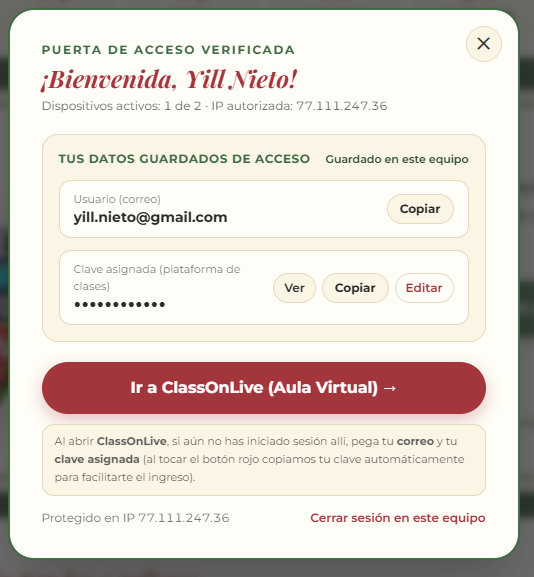 PUERTA DE ACCESO VERIFICADA
¡Bienvenida, Yill Nieto!
Dispositivos activos: 1 de 2 · IP autorizada: 77.111.247.36
TUS DATOS GUARDADOS DE ACCESO
Guardado en este equipo
Usuario (correo)
yill.nieto@gmail.com
Copiar
Clave asignada (plataforma de
clases)
••••••••••••
Ver
Copiar
Editar
Ir a ClassOnLive (Aula Virtual) →
Al abrir ClassOnLive, si aún no has iniciado sesión allí, pega tu correo y tu
clave asignada (al tocar el botón rojo copiamos tu clave automáticamente
para facilitarte el ingreso).
Protegido en IP 77.111.247.36
Cerrar sesión en este equipo